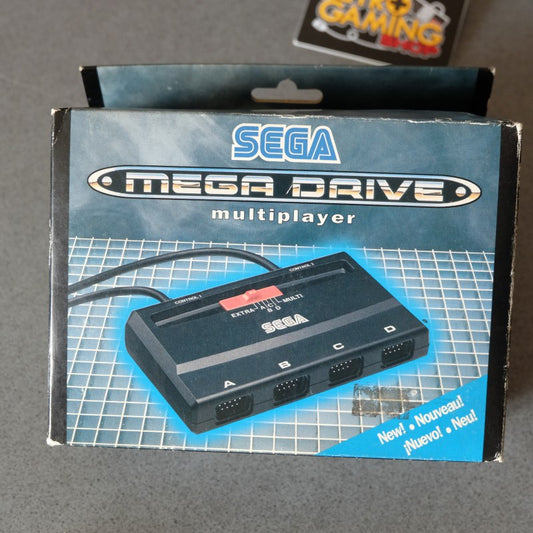 GAMING
SEGA
MEGA DRIVE
multiplayer
CONTROL 1
CONTROL 2
EXTRA-A C-MULTI
B D
SEGA
A B C D
New! • Nouveau!
¡Nuevo! • Neu!